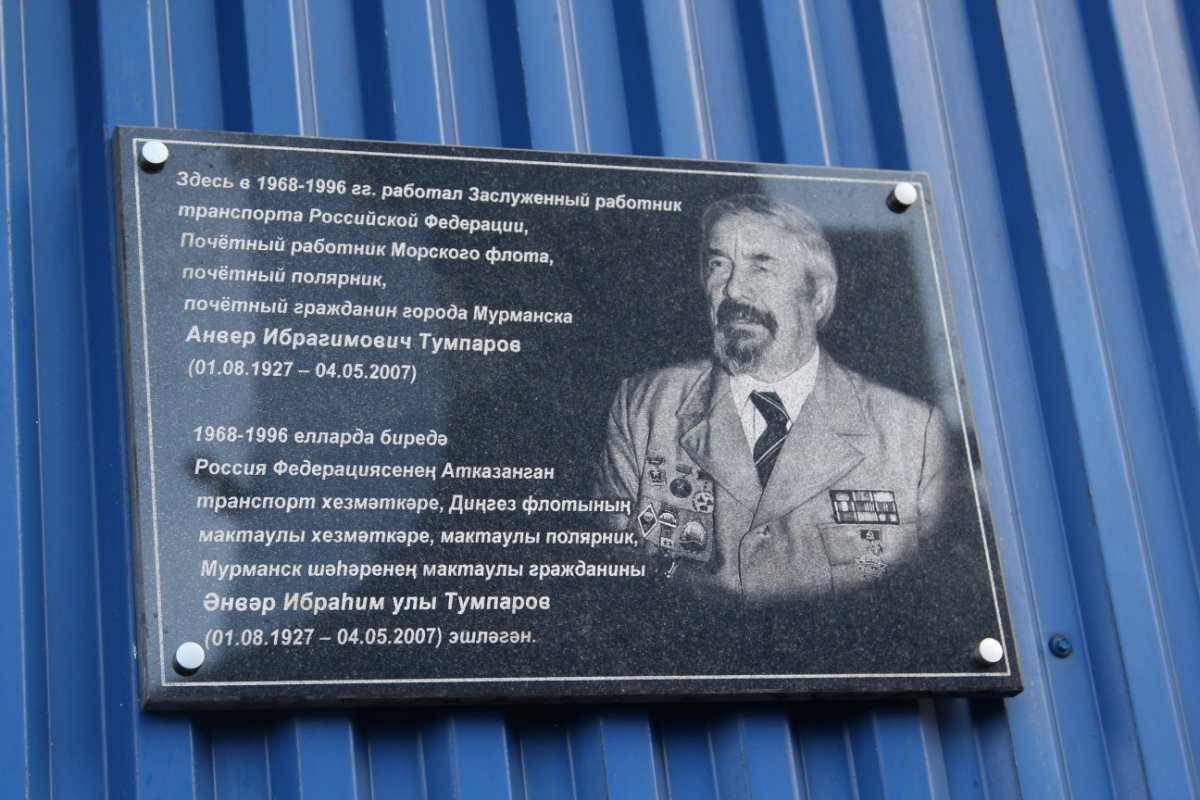 Здесь в 1968-1996 гг. работал Заслуженный работник
транспорта Российской Федерации,
Почётный работник Морского флота,
почётный полярник,
почётный гражданин города Мурманска
Анвер Ибрагимович Тумпаров
(01.08.1927 – 04.05.2007)
1968-1996 елларда биредә
Россия Федерациясенең Атказанган
транспорт хезмәткәре, Диңгез флотының
мактаулы хезмәткәре, мактаулы полярник,
Мурманск шәһәренең мактаулы гражданины
Әнвәр Ибраһим улы Тумпаров
(01.08.1927 – 04.05.2007) эшләгән.